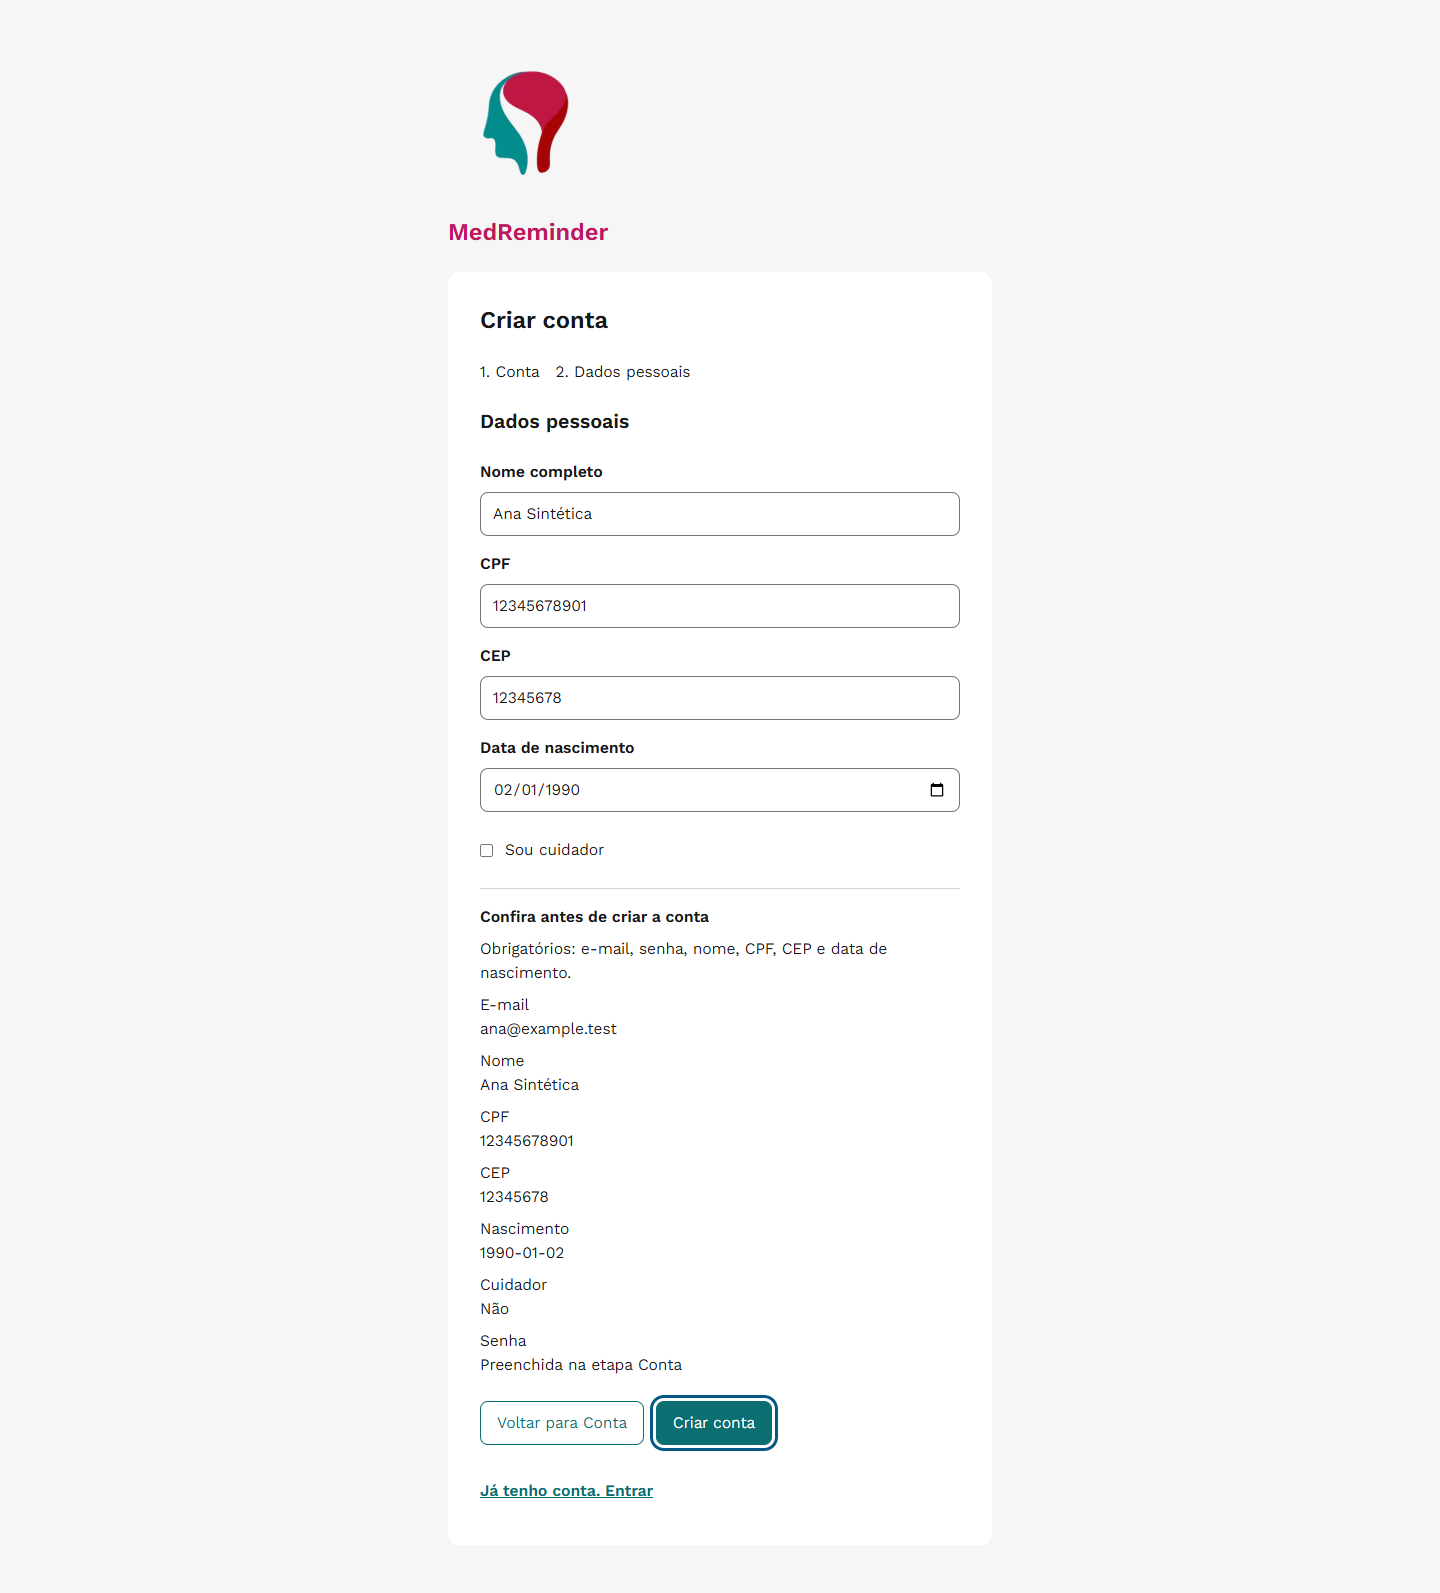 MedReminder
Criar conta
1. Conta 2. Dados pessoais
Dados pessoais
Nome completo
Ana Sintética
CPF
12345678901
CEP
12345678
Data de nascimento
02/01/1990
Sou cuidador
Confira antes de criar a conta
Obrigatórios: e-mail, senha, nome, CPF, CEP e data de
nascimento.
E-mail
ana@example.test
Nome
Ana Sintética
CPF
12345678901
CEP
12345678
Nascimento
1990-01-02
Cuidador
Não
Senha
Preenchida na etapa Conta
Voltar para Conta Criar conta
Já tenho conta. Entrar